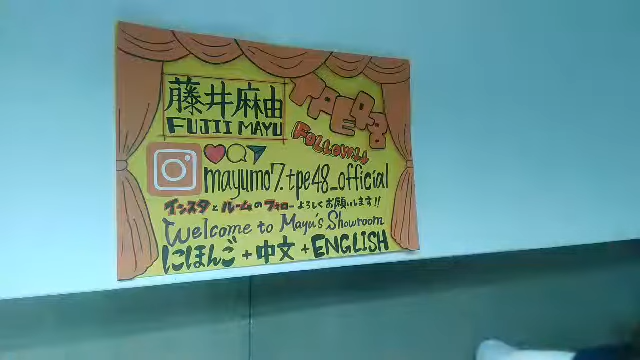 藤井麻由
FUJII MAYU
TPE48
FOLLOW
mayumo7.tpe48_official
インスタとルームのフォローよろしくお願いします!!
Welcome to Mayu's Showroom
にほんご+中文+ENGLISH